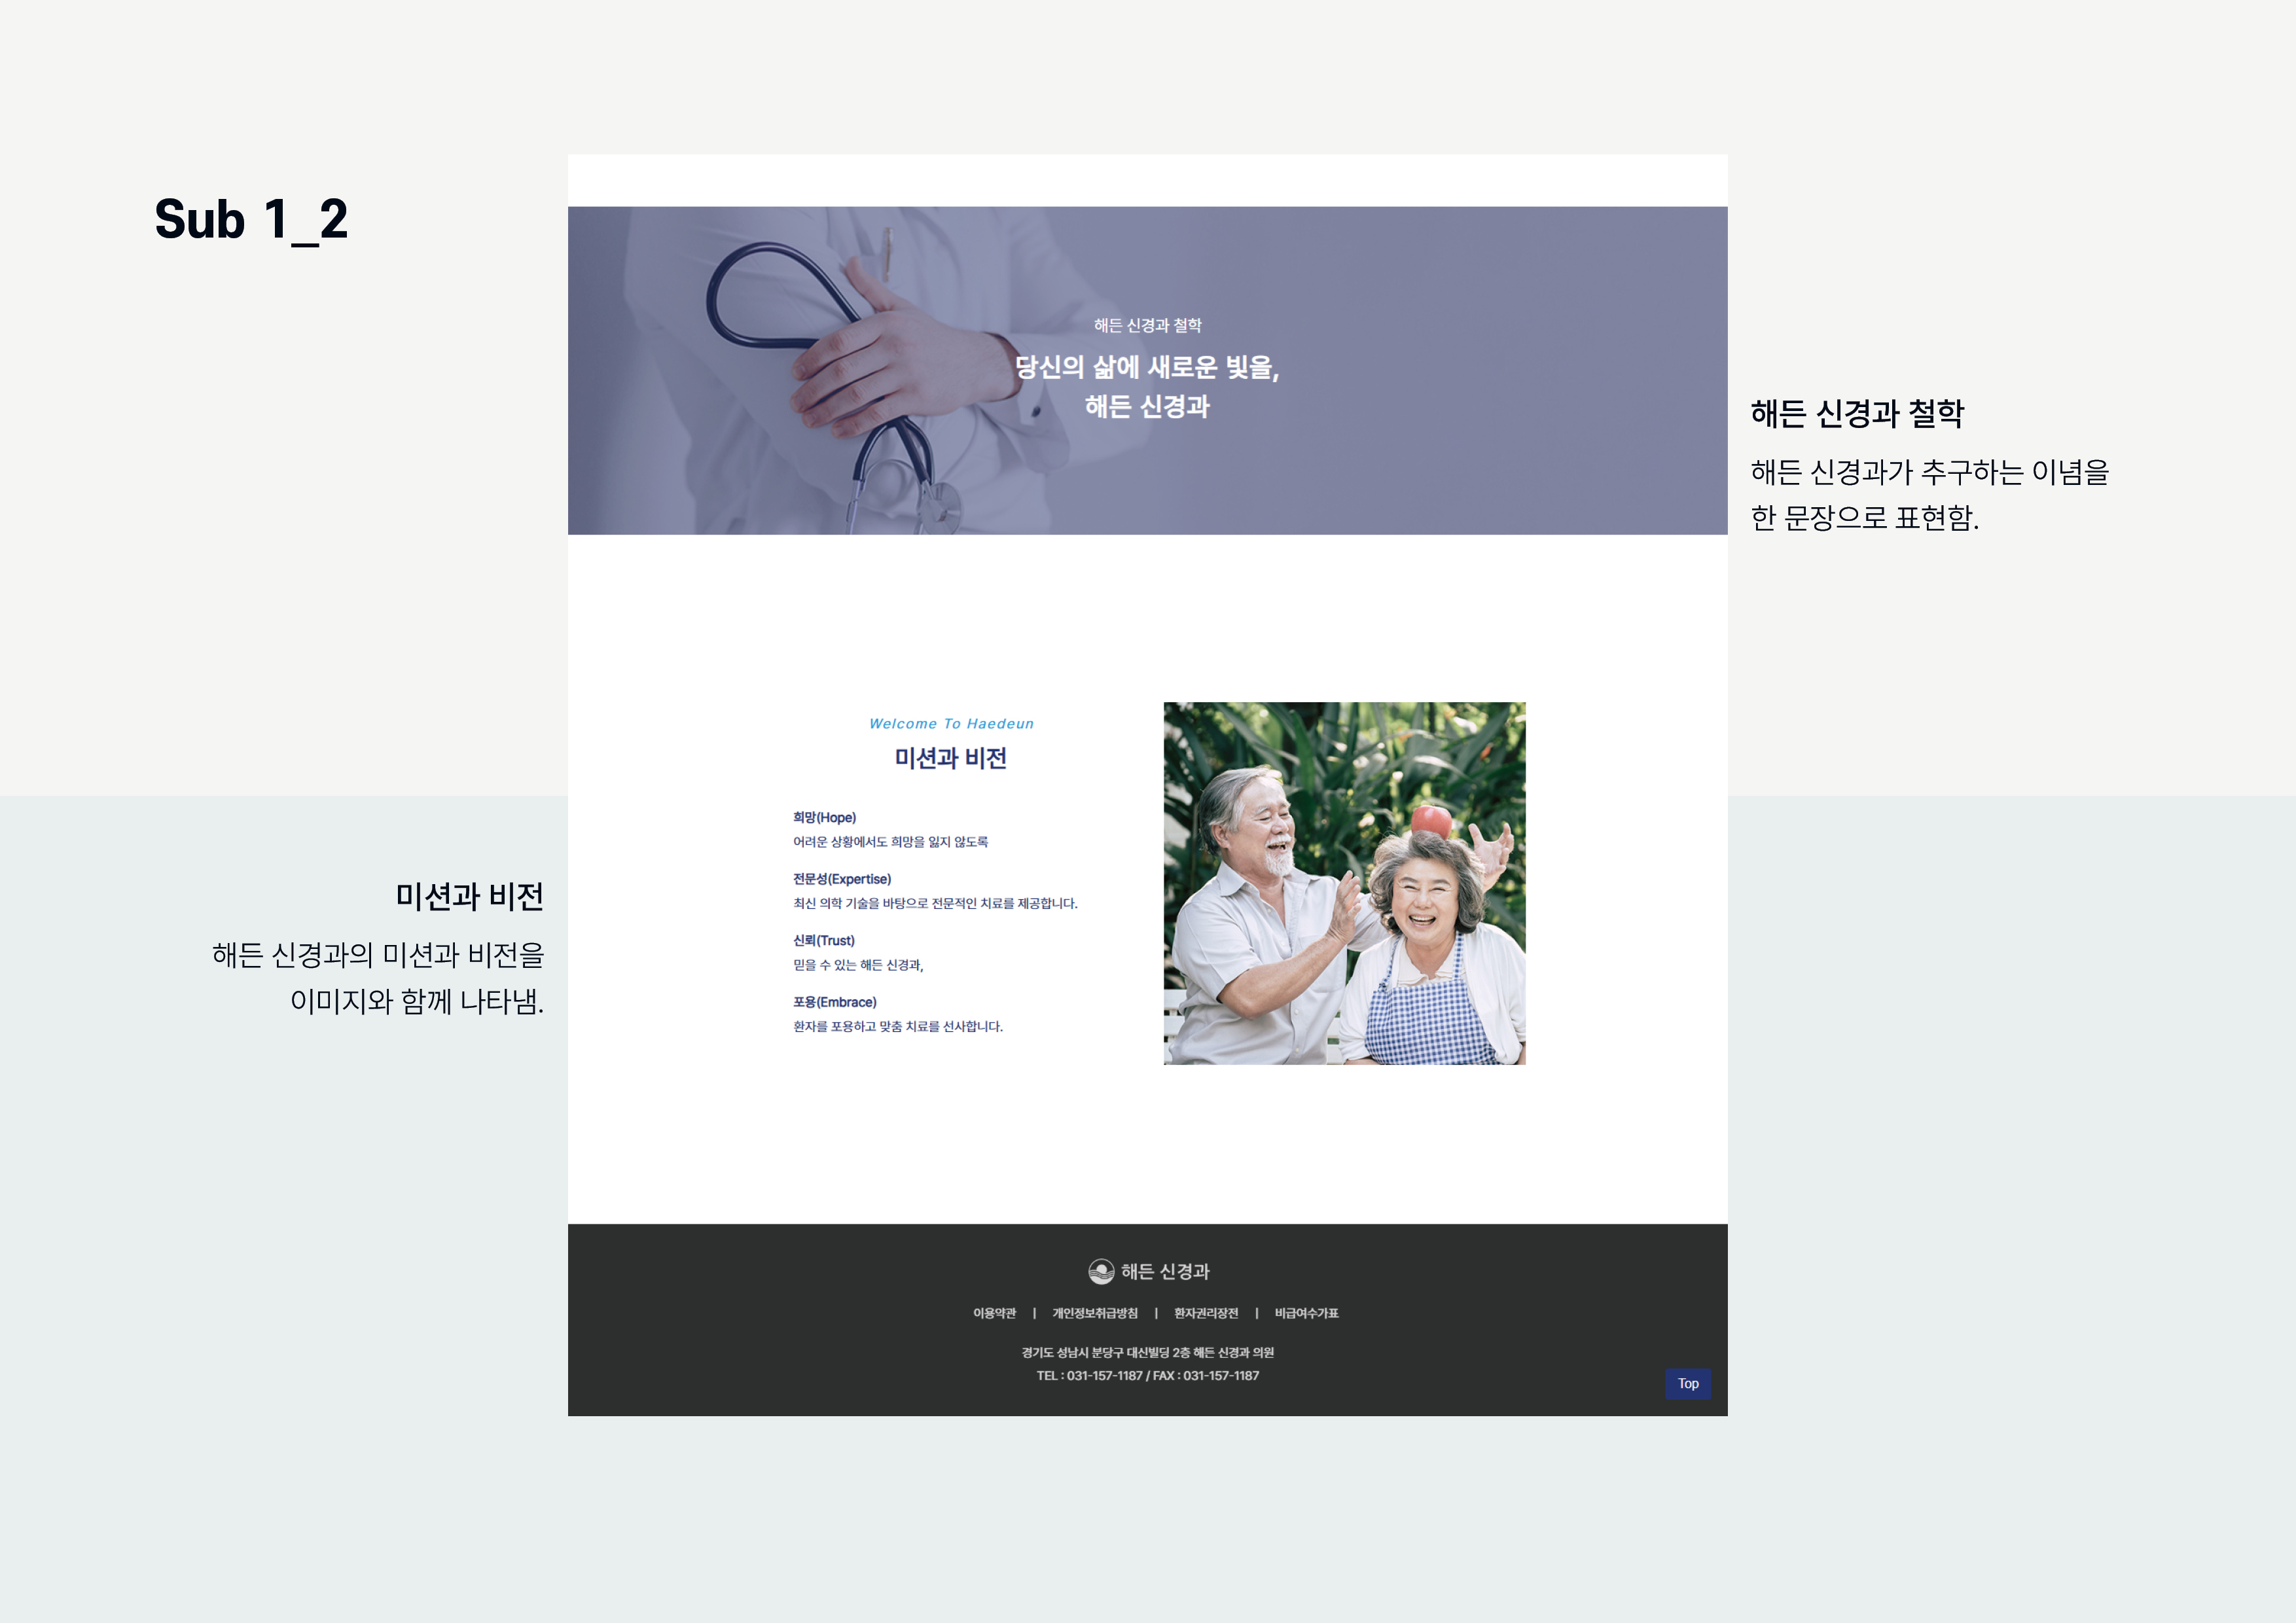 Sub 1_2
해든 신경과 철학
당신의 삶에 새로운 빛을,
해든 신경과
해든 신경과 철학
해든 신경과가 추구하는 이념을
한 문장으로 표현함.
Welcome To Haedeun
미션과 비전
희망(Hope)
어려운 상황에서도 희망을 잃지 않도록
전문성(Expertise)
최신 의학 기술을 바탕으로 전문적인 치료를 제공합니다.
신뢰(Trust)
믿을 수 있는 해든 신경과,
포용(Embrace)
환자를 포용하고 맞춤 치료를 선사합니다.
미션과 비전
해든 신경과의 미션과 비전을
이미지와 함께 나타냄.
해든 신경과
이용약관 | 개인정보취급방침 | 환자권리장전 | 비급여수가표
경기도 성남시 분당구 대신빌딩 2층 해든 신경과 의원
TEL : 031-157-1187 / FAX : 031-157-1187
Top